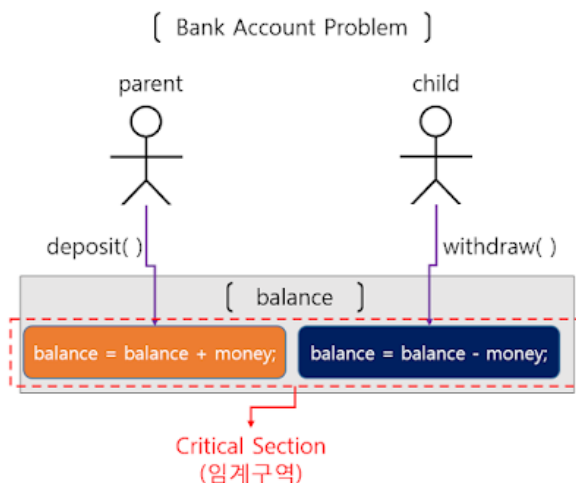 [ Bank Account Problem ]
parent
child
deposit( )
withdraw( )
[ balance ]
balance = balance + money;
balance = balance - money;
Critical Section
(임계구역)